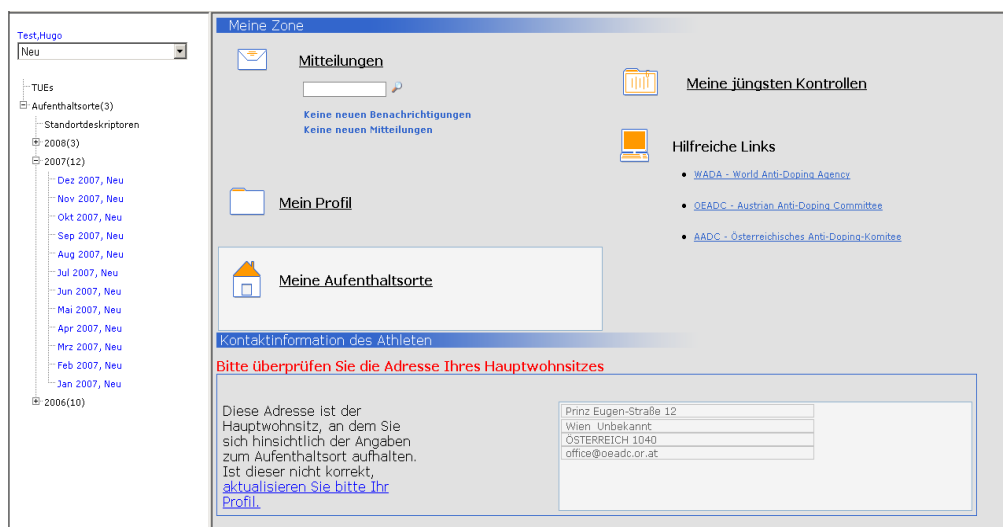 Test,Hugo
Neu
TUEs
Aufenthaltsorte(3)
Standortdeskriptoren
2008(3)
2007(12)
Dez 2007, Neu
Nov 2007, Neu
Okt 2007, Neu
Sep 2007, Neu
Aug 2007, Neu
Jul 2007, Neu
Jun 2007, Neu
Mai 2007, Neu
Apr 2007, Neu
Mrz 2007, Neu
Feb 2007, Neu
Jan 2007, Neu
2006(10)
Meine Zone
Mitteilungen
Keine neuen Benachrichtigungen
Keine neuen Mitteilungen
Mein Profil
Meine Aufenthaltsorte
Meine jüngsten Kontrollen
Hilfreiche Links
WADA - World Anti-Doping Agency
OEADC - Austrian Anti-Doping Committee
AADC - Österreichisches Anti-Doping-Komitee
Kontaktinformation des Athleten
Bitte überprüfen Sie die Adresse Ihres Hauptwohnsitzes
Diese Adresse ist der
Hauptwohnsitz, an dem Sie
sich hinsichtlich der Angaben
zum Aufenthaltsort aufhalten.
Ist dieser nicht korrekt,
aktualisieren Sie bitte Ihr
Profil.
Prinz Eugen-Straße 12
Wien Unbekannt
ÖSTERREICH 1040
office@oeadc.or.at